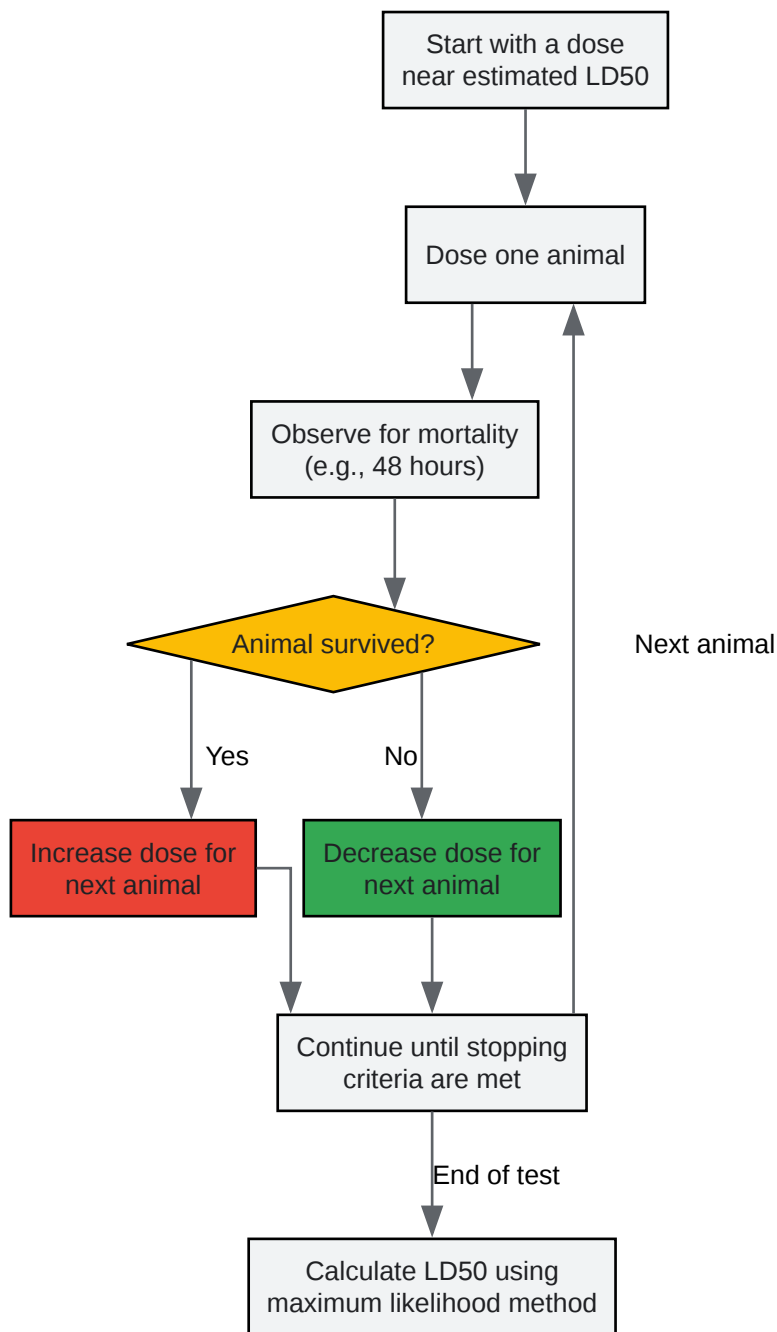 Start with a dose
near estimated LD50
Dose one animal
Observe for mortality
(e.g., 48 hours)
Animal survived?
Next animal
Yes
No
Increase dose for
next animal
Decrease dose for
next animal
Continue until stopping
criteria are met
End of test
Calculate LD50 using
maximum likelihood method